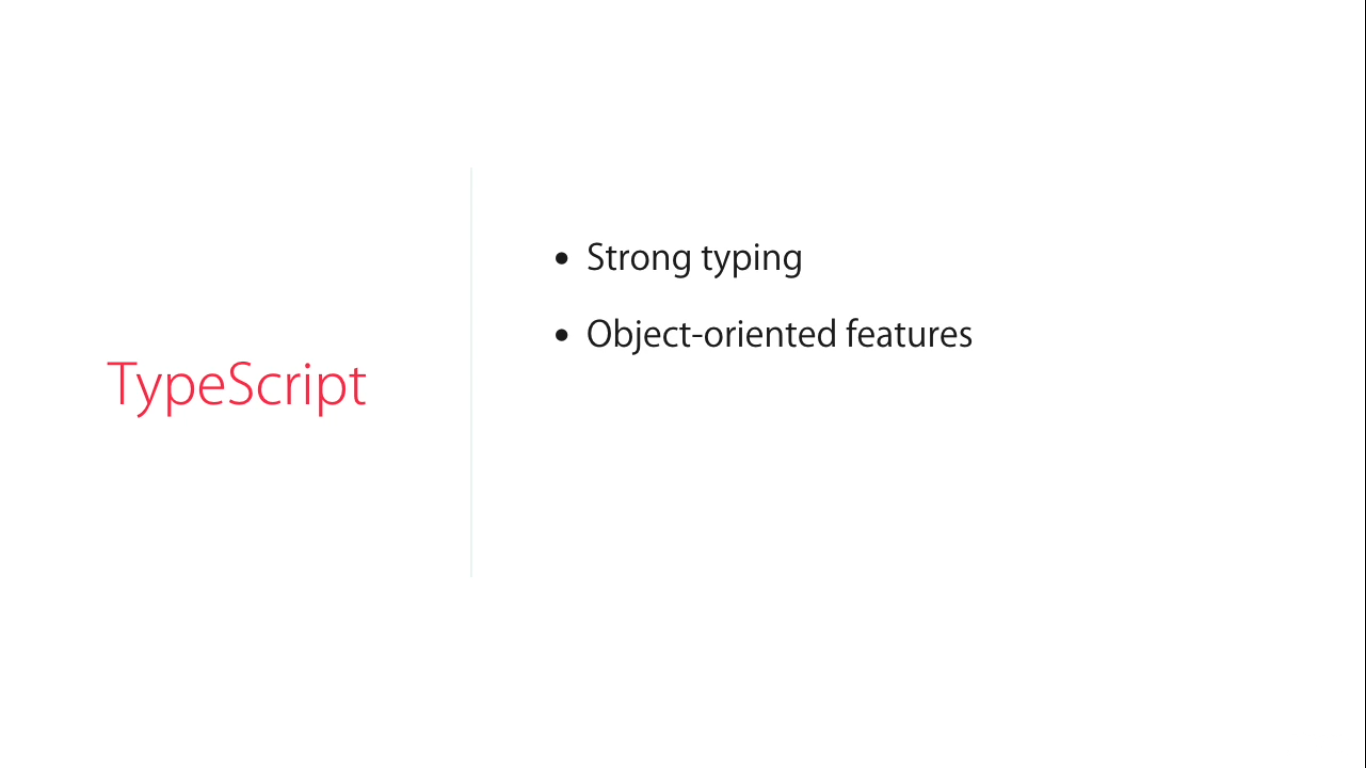 TypeScript
• Strong typing
• Object-oriented features